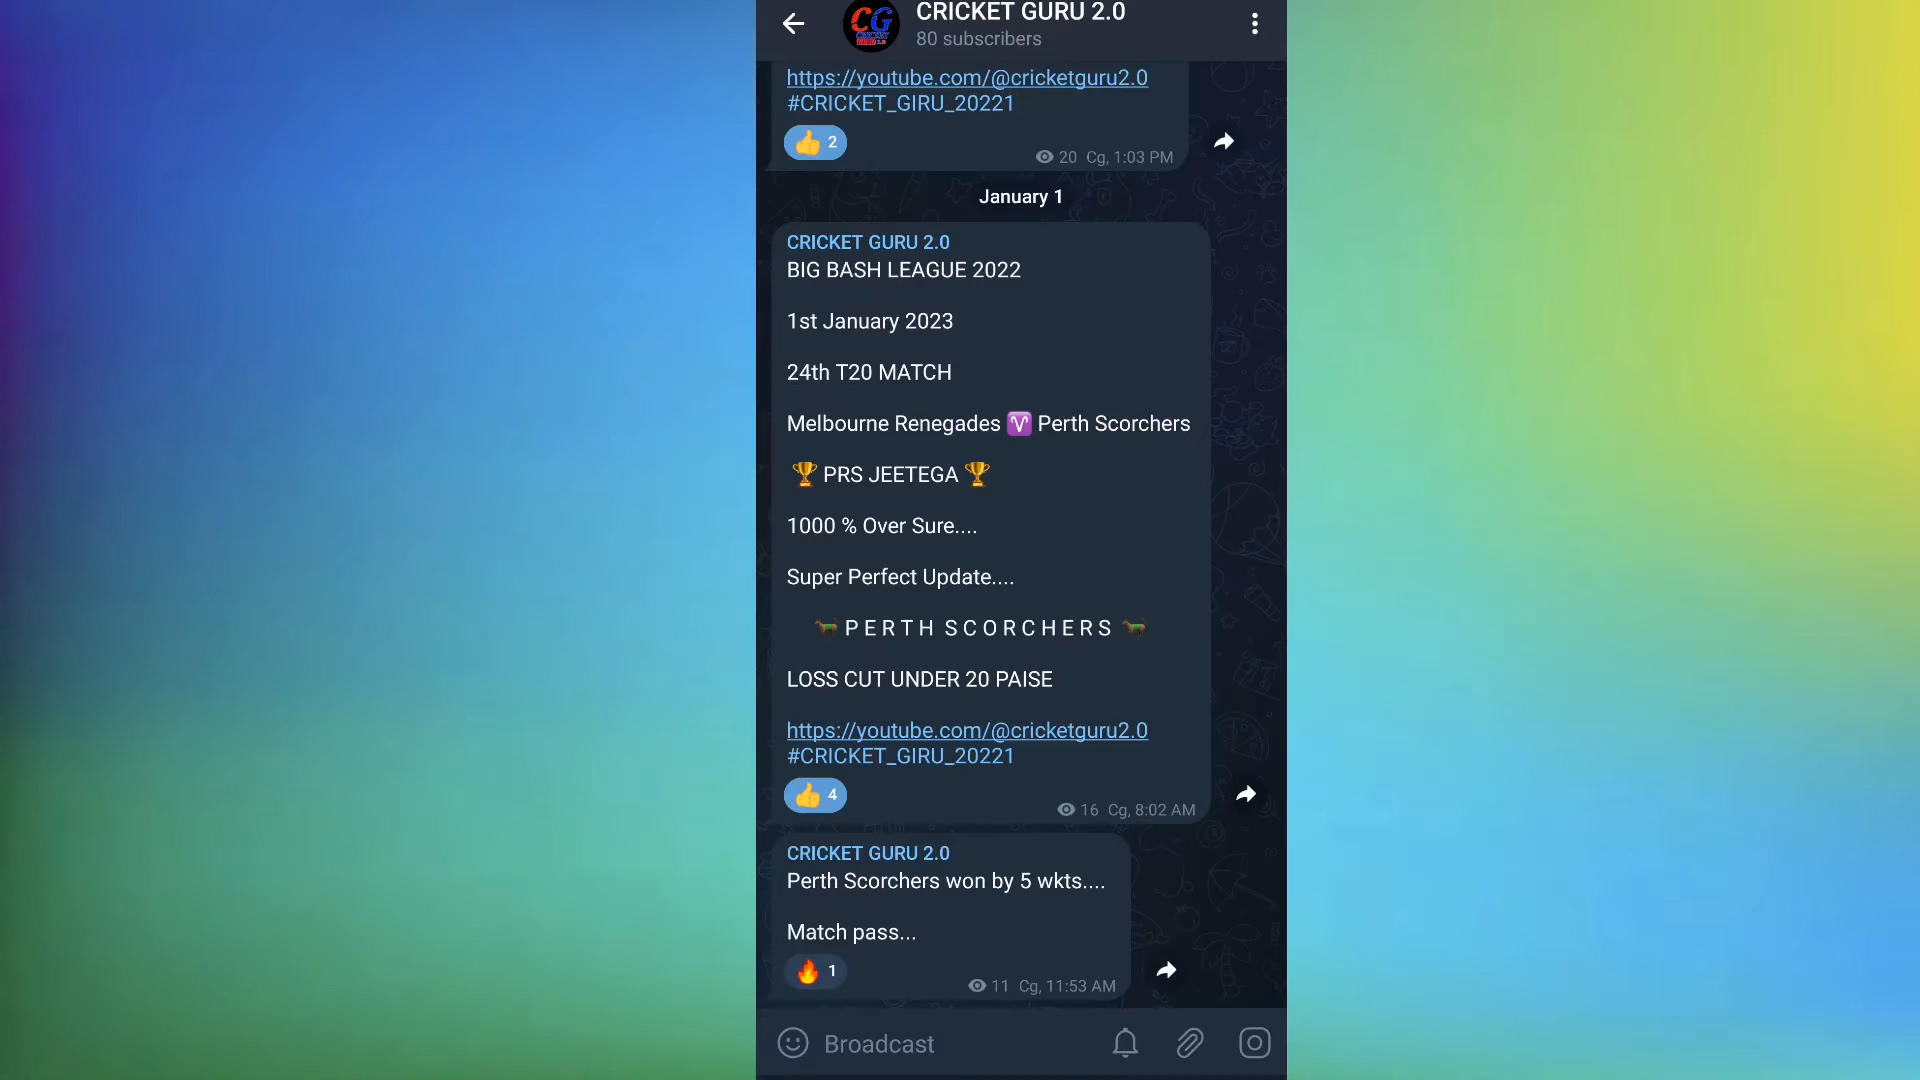 CRICKET GURU 2.0
80 subscribers
https://youtube.com/@cricketguru2.0
#CRICKET_GIRU_20221
👍 2
20 Cg, 1:03 PM
January 1
CRICKET GURU 2.0
BIG BASH LEAGUE 2022
1st January 2023
24th T20 MATCH
Melbourne Renegades ♈ Perth Scorchers
🏆 PRS JEETEGA 🏆
1000 % Over Sure....
Super Perfect Update....
🐎 P E R T H  S C O R C H E R S 🐎
LOSS CUT UNDER 20 PAISE
https://youtube.com/@cricketguru2.0
#CRICKET_GIRU_20221
👍 4
16 Cg, 8:02 AM
CRICKET GURU 2.0
Perth Scorchers won by 5 wkts....
Match pass...
🔥 1
11 Cg, 11:53 AM
Broadcast